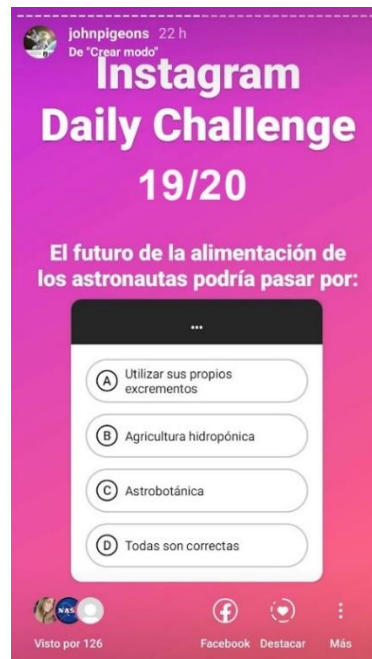 johnpigeons 22 h
De "Crear modo"
Instagram
Daily Challenge
19/20
El futuro de la alimentación de
los astronautas podría pasar por:
...
A Utilizar sus propios
excrementos
B Agricultura hidropónica
C Astrobotánica
D Todas son correctas
NAS
Visto por 126
Facebook
Destacar
Más